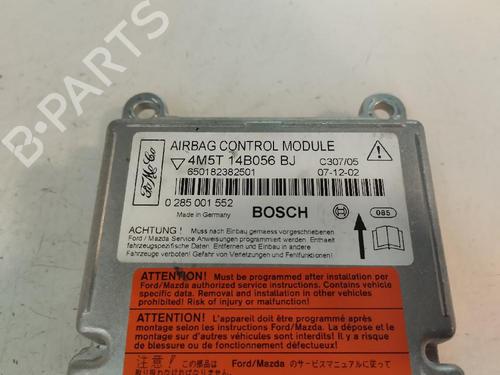 B-PARTS
FoMoCo
AIRBAG CONTROL MODULE
4M5T 14B056 BJ C307/05
650182382501 07-12-02
0 285 001 552
Made in Germany BOSCH 085
ACHTUNG ! Muss nach Einbau gemaess vorgeschriebenen
Ford / Mazda Service Anweisungen programmiert werden. Enthaelt
fahrzeugspezifische Daten. Entfernen und Einbau in andere
Fahrzeuge verboten! Gefahr von Verletzungen und Fehlfunktionen!
ATTENTION! Must be programmed after installation per
Ford/Mazda authorized service instructions. Contains vehicle
specific data. Removal and installation in other vehicles
prohibited! Risk of injury or malfunction!
ATTENTION! L'appareil doit être programmé après
montage selon les instructions Ford/Mazda. La dépose et le
montage sur d'autres véhicules sont interdits! Il y a risque
de blessure ou de fonctionnement défectueux!
注意! この部品は Ford/Mazda のサービスマニュアルに従って